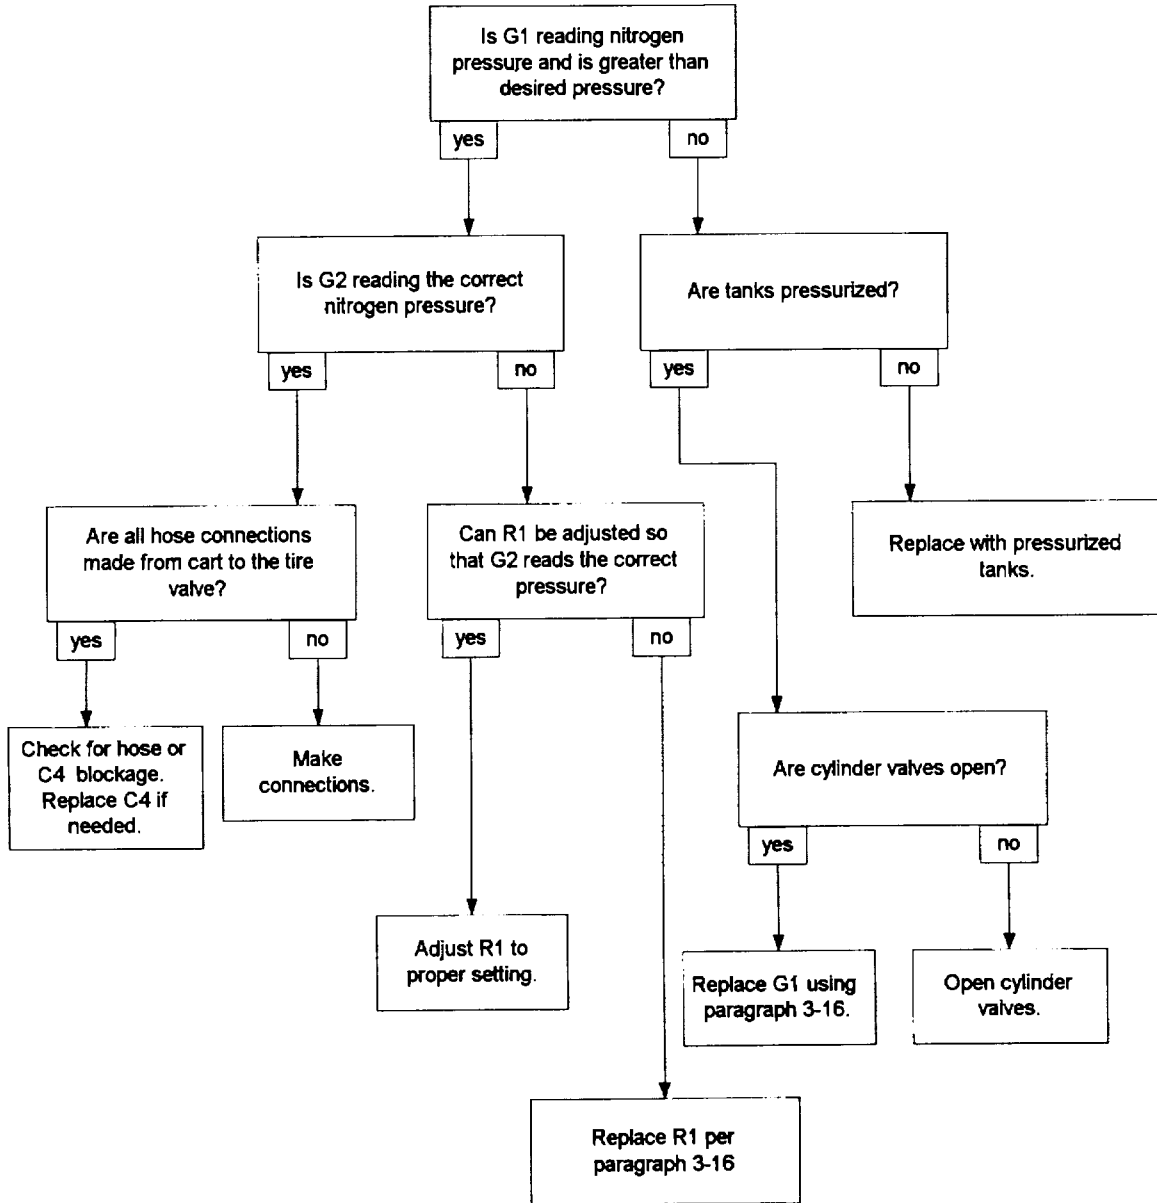 Is G1 reading nitrogen
pressure and is greater than
desired pressure?
yes
no
Is G2 reading the correct
nitrogen pressure?
Are tanks pressurized?
yes
no
yes
no
Are all hose connections
made from cart to the tire
valve?
Can R1 be adjusted so
that G2 reads the correct
pressure?
Replace with pressurized
tanks.
yes
no
yes
no
Check for hose or
C4 blockage.
Replace C4 if
needed.
Make
connections.
Are cylinder valves open?
yes
no
Adjust R1 to
proper setting.
Replace G1 using
paragraph 3-16.
Open cylinder
valves.
Replace R1 per
paragraph 3-16